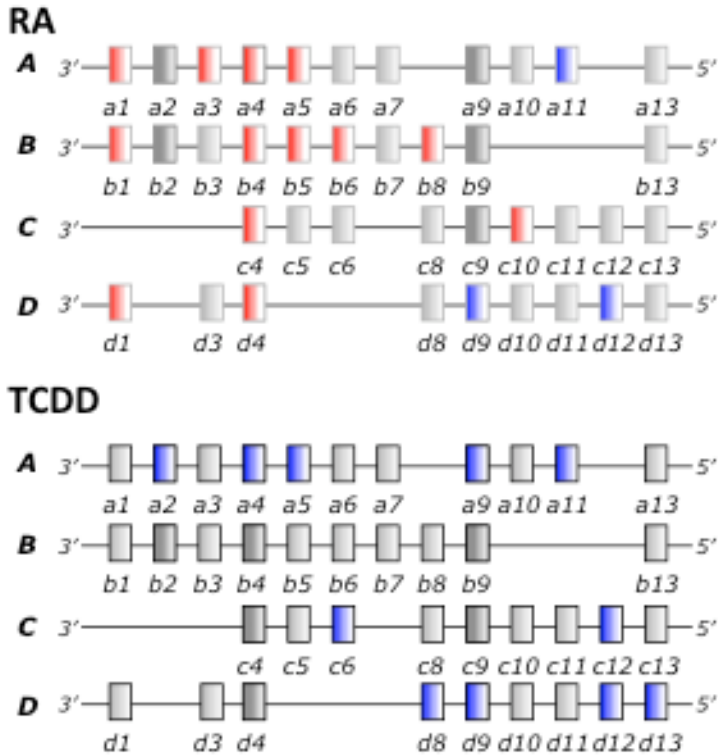 RA
A 3′ 5′
a1 a2 a3 a4 a5 a6 a7 a9 a10 a11 a13
B 3′ 5′
b1 b2 b3 b4 b5 b6 b7 b8 b9 b13
C 3′ 5′
c4 c5 c6 c8 c9 c10 c11 c12 c13
D 3′ 5′
d1 d3 d4 d8 d9 d10 d11 d12 d13
TCDD
A 3′ 5′
a1 a2 a3 a4 a5 a6 a7 a9 a10 a11 a13
B 3′ 5′
b1 b2 b3 b4 b5 b6 b7 b8 b9 b13
C 3′ 5′
c4 c5 c6 c8 c9 c10 c11 c12 c13
D 3′ 5′
d1 d3 d4 d8 d9 d10 d11 d12 d13